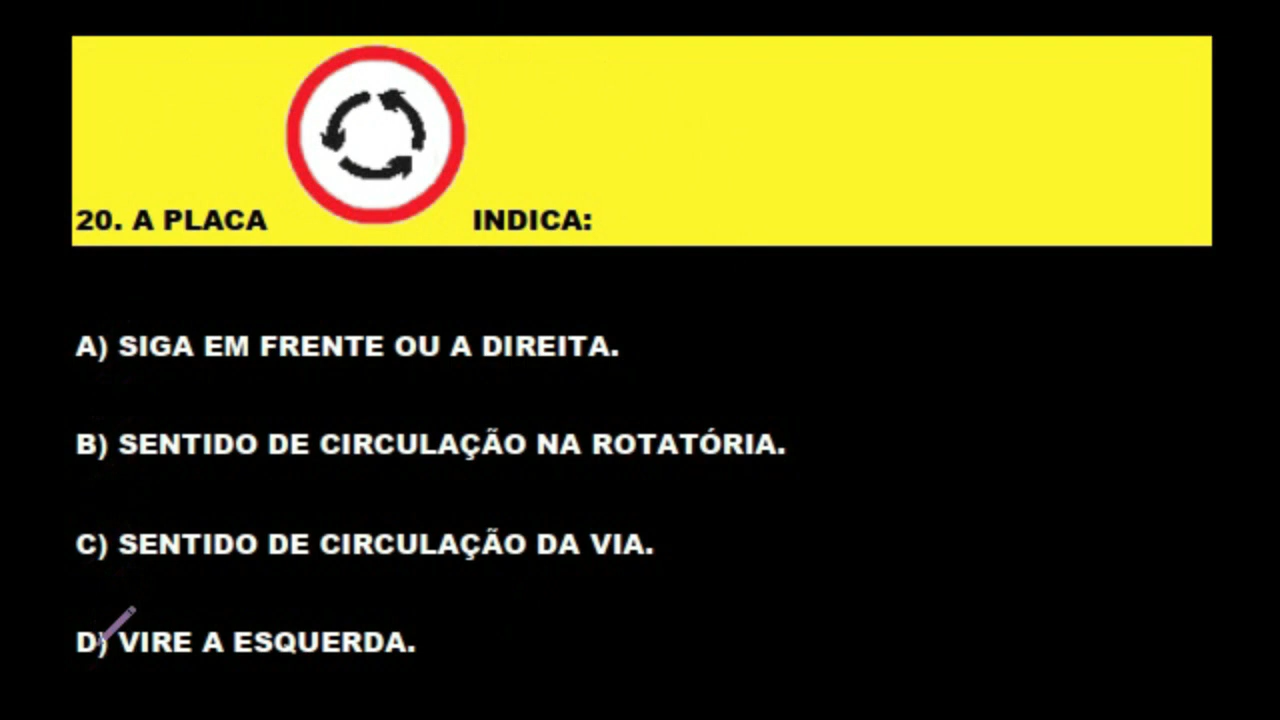 20. A PLACA INDICA:
A) SIGA EM FRENTE OU A DIREITA.
B) SENTIDO DE CIRCULAÇÃO NA ROTATÓRIA.
C) SENTIDO DE CIRCULAÇÃO DA VIA.
D) VIRE A ESQUERDA.